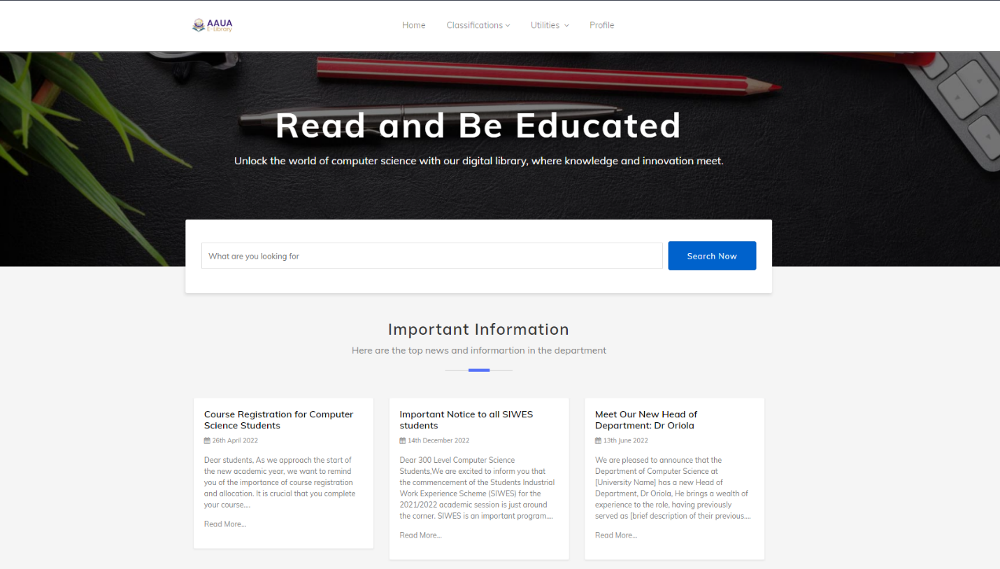 AAUA
E-Library
Home Classifications Utilities Profile
Read and Be Educated
Unlock the world of computer science with our digital library, where knowledge and innovation meet.
What are you looking for
Search Now
Important Information
Here are the top news and informartion in the department
Course Registration for Computer
Science Students
26th April 2022
Dear students, As we approach the start of
the new academic year, we want to remind
you of the importance of course registration
and allocation. It is crucial that you complete
your course....
Read More...
Important Notice to all SIWES
students
14th December 2022
Dear 300 Level Computer Science
Students,We are excited to inform you that
the commencement of the Students Industrial
Work Experience Scheme (SIWES) for the
2021/2022 academic session is just around
the corner. SIWES is an important program....
Read More...
Meet Our New Head of
Department: Dr Oriola
13th June 2022
We are pleased to announce that the
Department of Computer Science at
[University Name] has a new Head of
Department, Dr Oriola, He brings a wealth of
experience to the role, having previously
served as [brief description of their previous....
Read More...